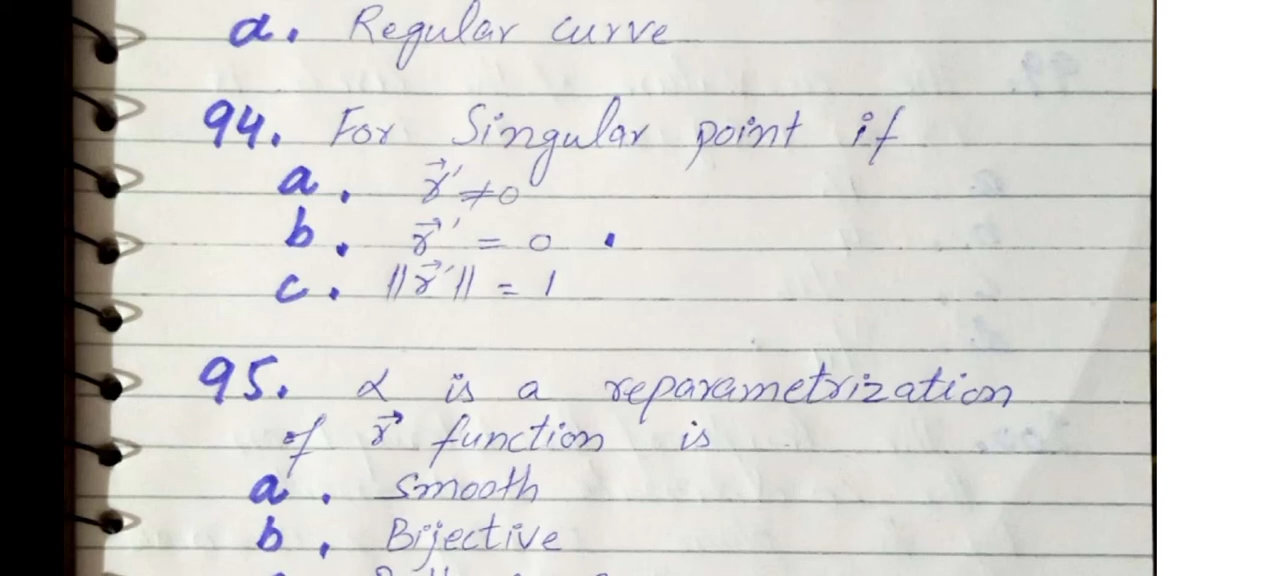 d. Regular curve
94. For Singular point if
a. r⃗' ≠ 0
b. r⃗' = 0 .
c. ||r⃗'|| = 1
95. α is a reparametrization
of r⃗ function is
a. Smooth
b. Bijective